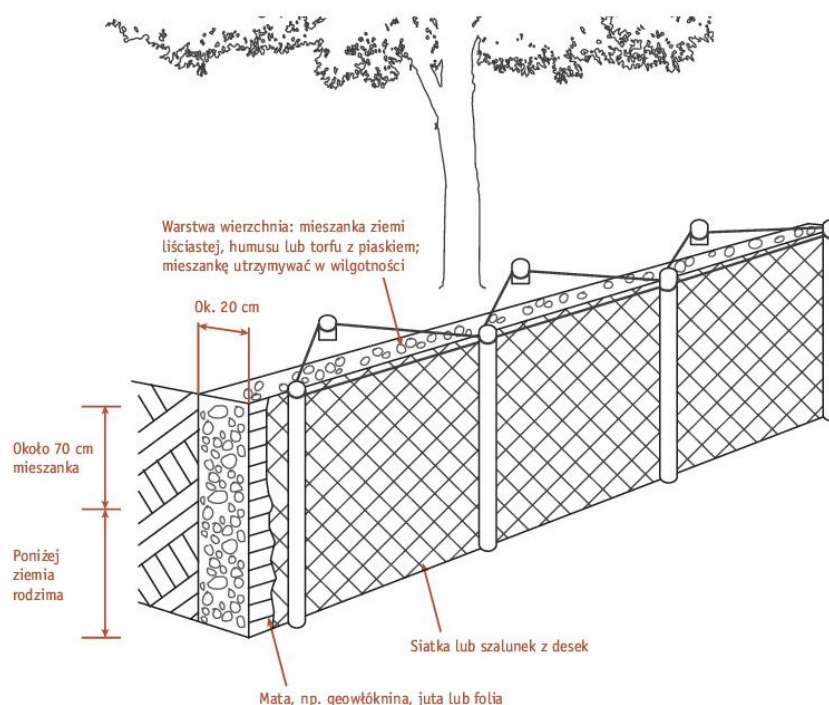 Warstwa wierzchnia: mieszanka ziemi
liściastej, humusu lub torfu z piaskiem;
mieszankę utrzymywać w wilgotności
Ok. 20 cm
Około 70 cm
mieszanka
Poniżej
ziemia
rodzima
Siatka lub szalunek z desek
Mata, np. geowłóknina, juta lub folia